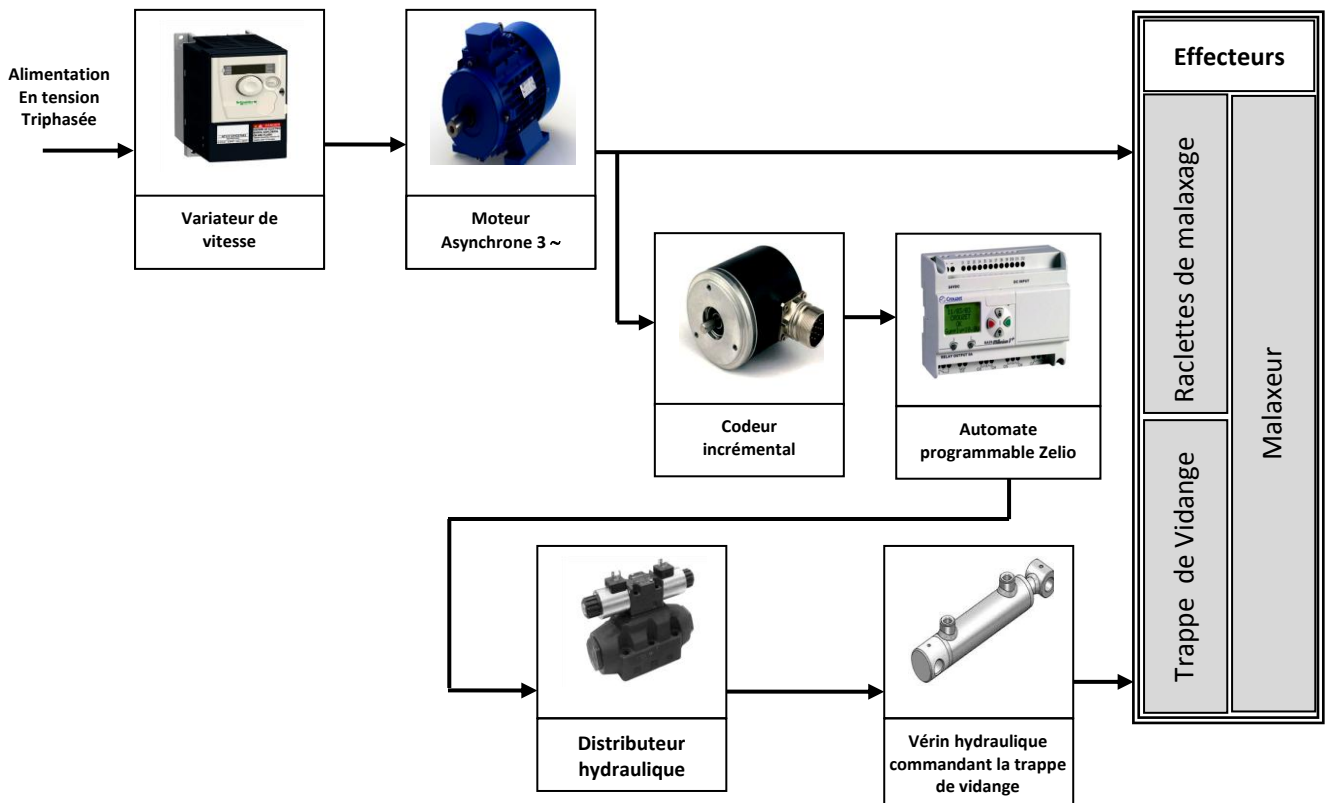 Alimentation
En tension
Triphasée
Variateur de
vitesse
Moteur
Asynchrone 3 ~
Codeur
incrémental
Automate
programmable Zelio
Distributeur
hydraulique
Vérin hydraulique
commandant la trappe
de vidange
Effecteurs
Raclettes de malaxage
Trappe de Vidange
Malaxeur